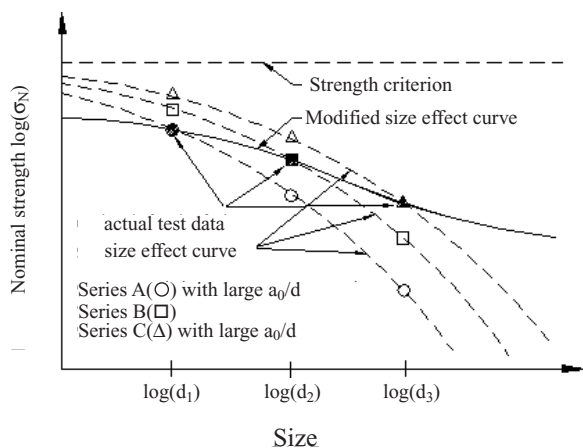 Nominal strength log(σN)
Strength criterion
Modified size effect curve
actual test data
size effect curve
Series A(○) with large a0/d
Series B(□)
Series C(△) with large a0/d
log(d1)
log(d2)
log(d3)
Size